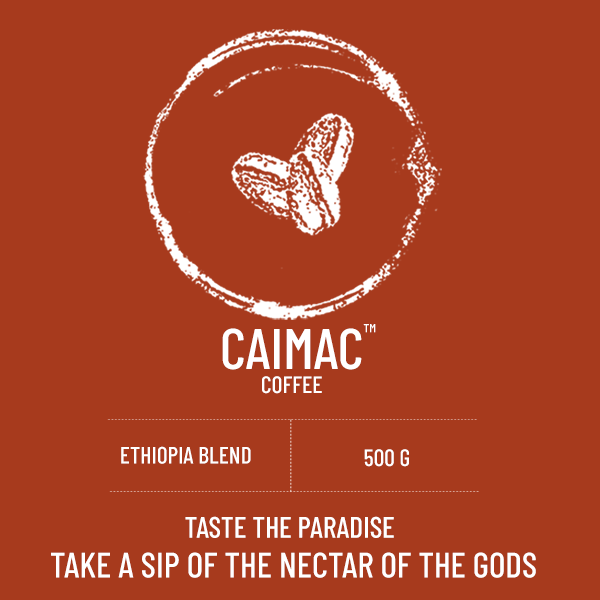 CAIMAC™
COFFEE
ETHIOPIA BLEND
500 G
TASTE THE PARADISE
TAKE A SIP OF THE NECTAR OF THE GODS